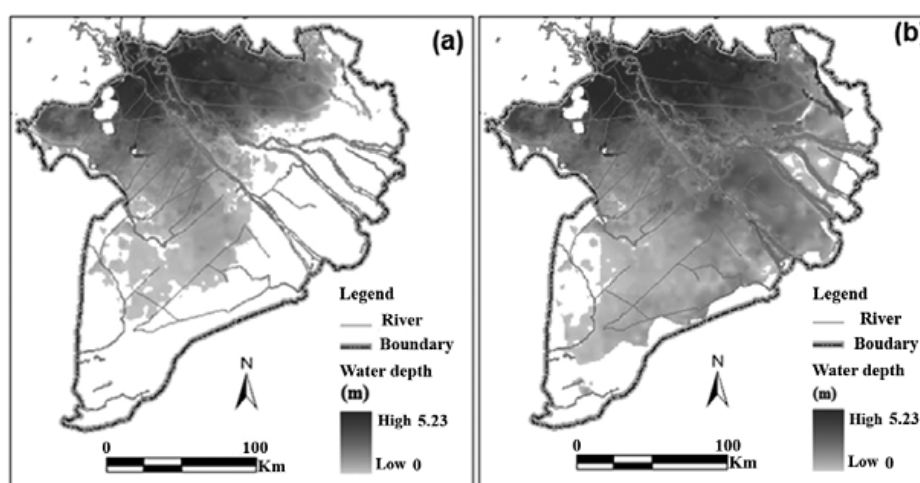 (a)
Legend
River
Boundary
Water depth
(m)
High 5.23
Low 0
N
0 100
Km
(b)
Legend
River
Boudary
Water depth
(m)
High 5.23
Low 0
N
0 100
Km